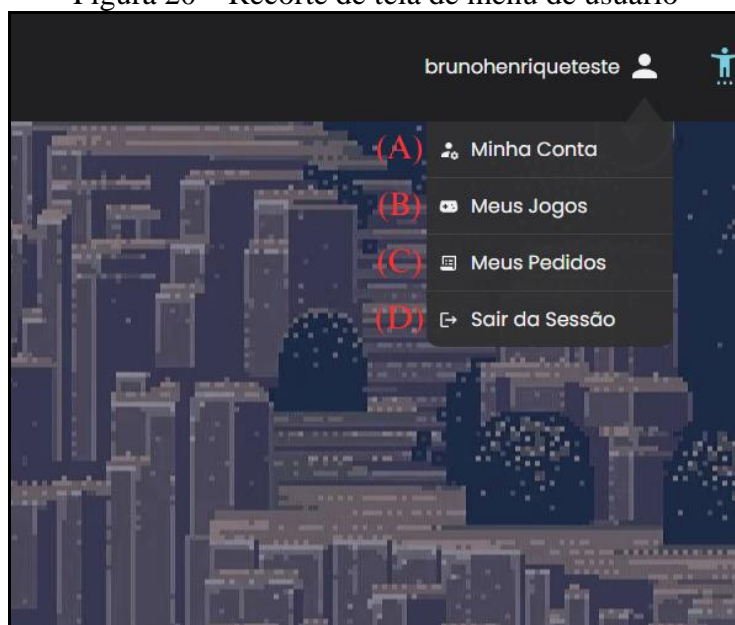 Figura 20 – Recorte de tela de menu de usuário
brunohenriqueteste
(A) Minha Conta
(B) Meus Jogos
(C) Meus Pedidos
(D) Sair da Sessão